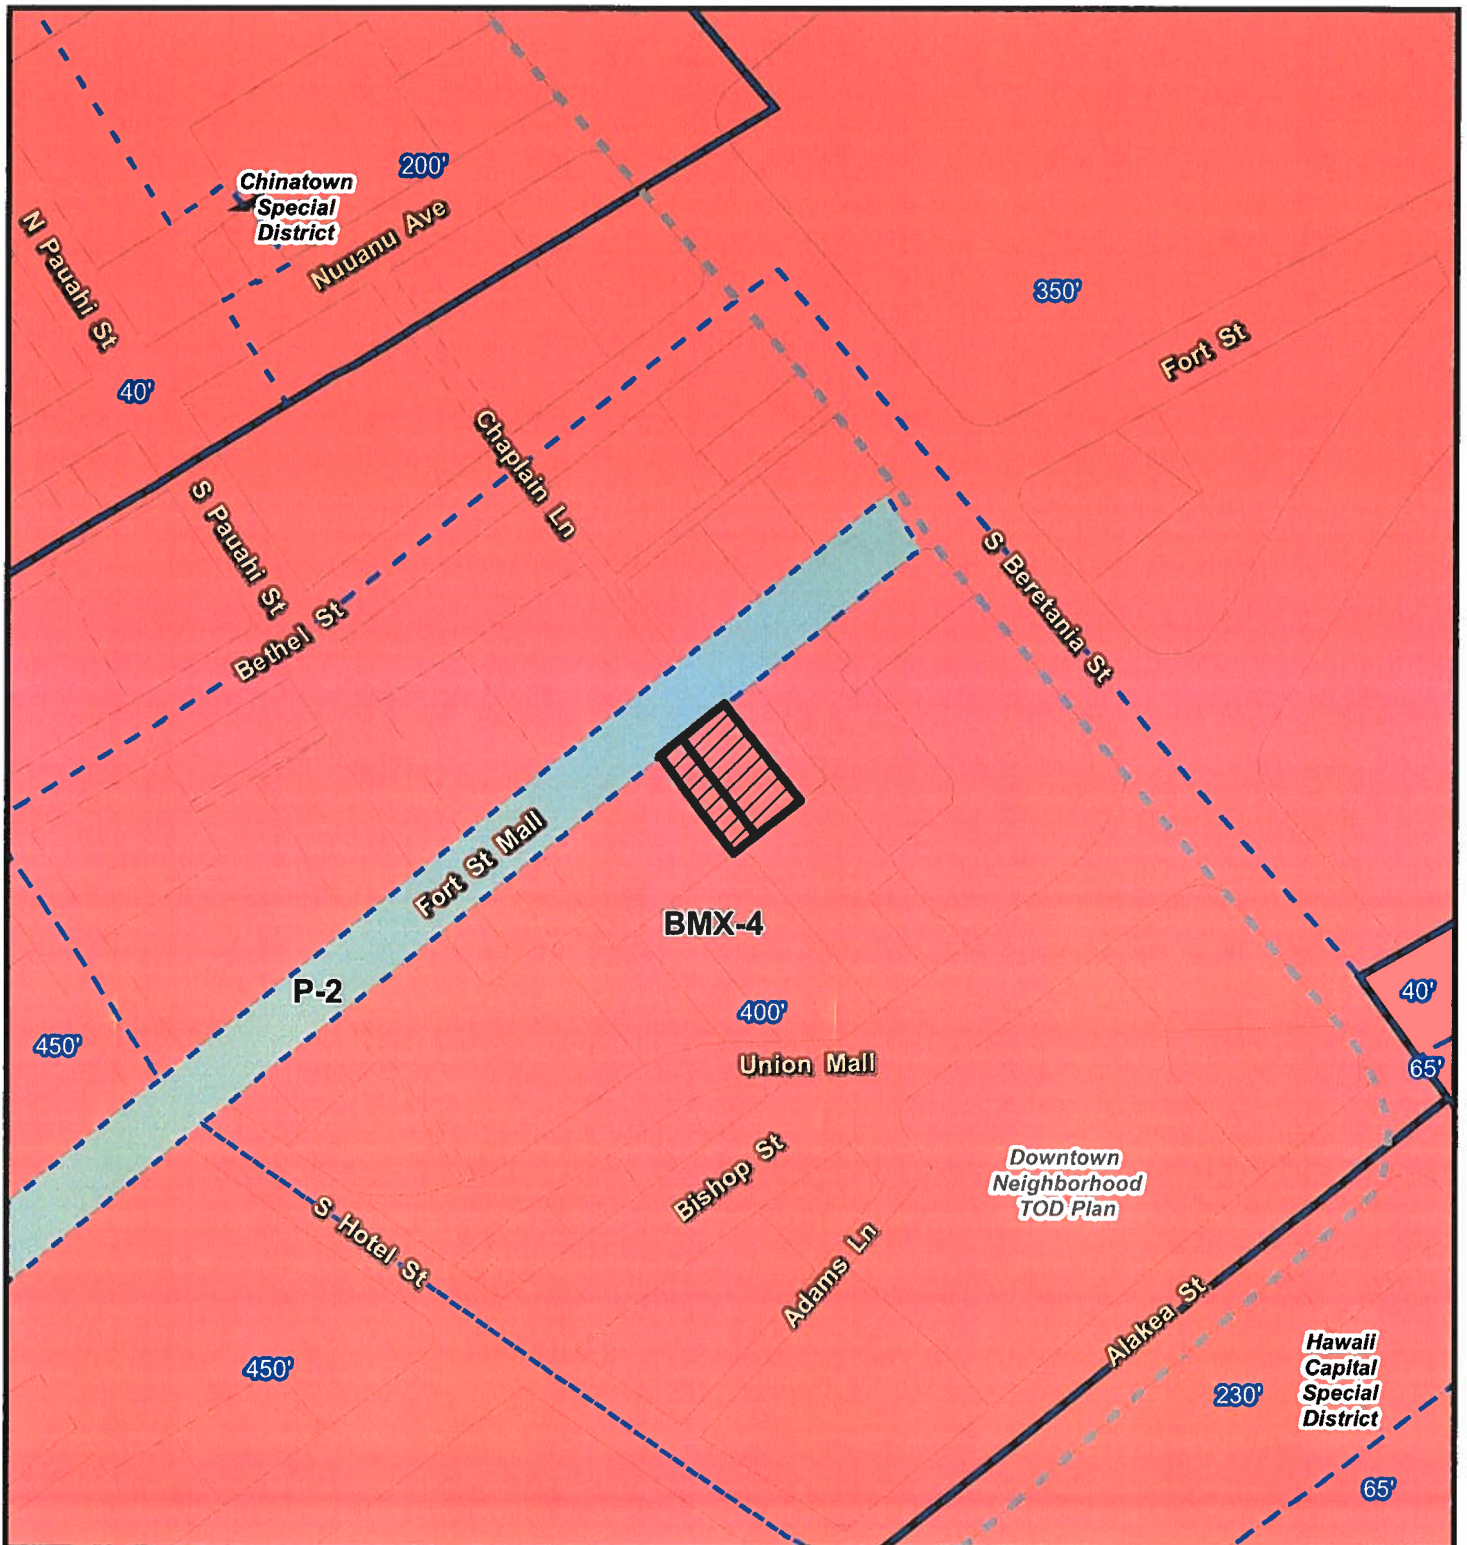 200'
Chinatown
Special
District
Nuuanu Ave
N Pauahi St
350'
Fort St
40'
Chaplain Ln
S Pauahi St
S Beretania St
Bethel St
Fort St Mall
BMX-4
P-2
40'
400'
450'
Union Mall
65'
Bishop St
Downtown
Neighborhood
TOD Plan
S Hotel St
Adams Ln
Alakea St
Hawaii
Capital
Special
District
450'
230'
65'